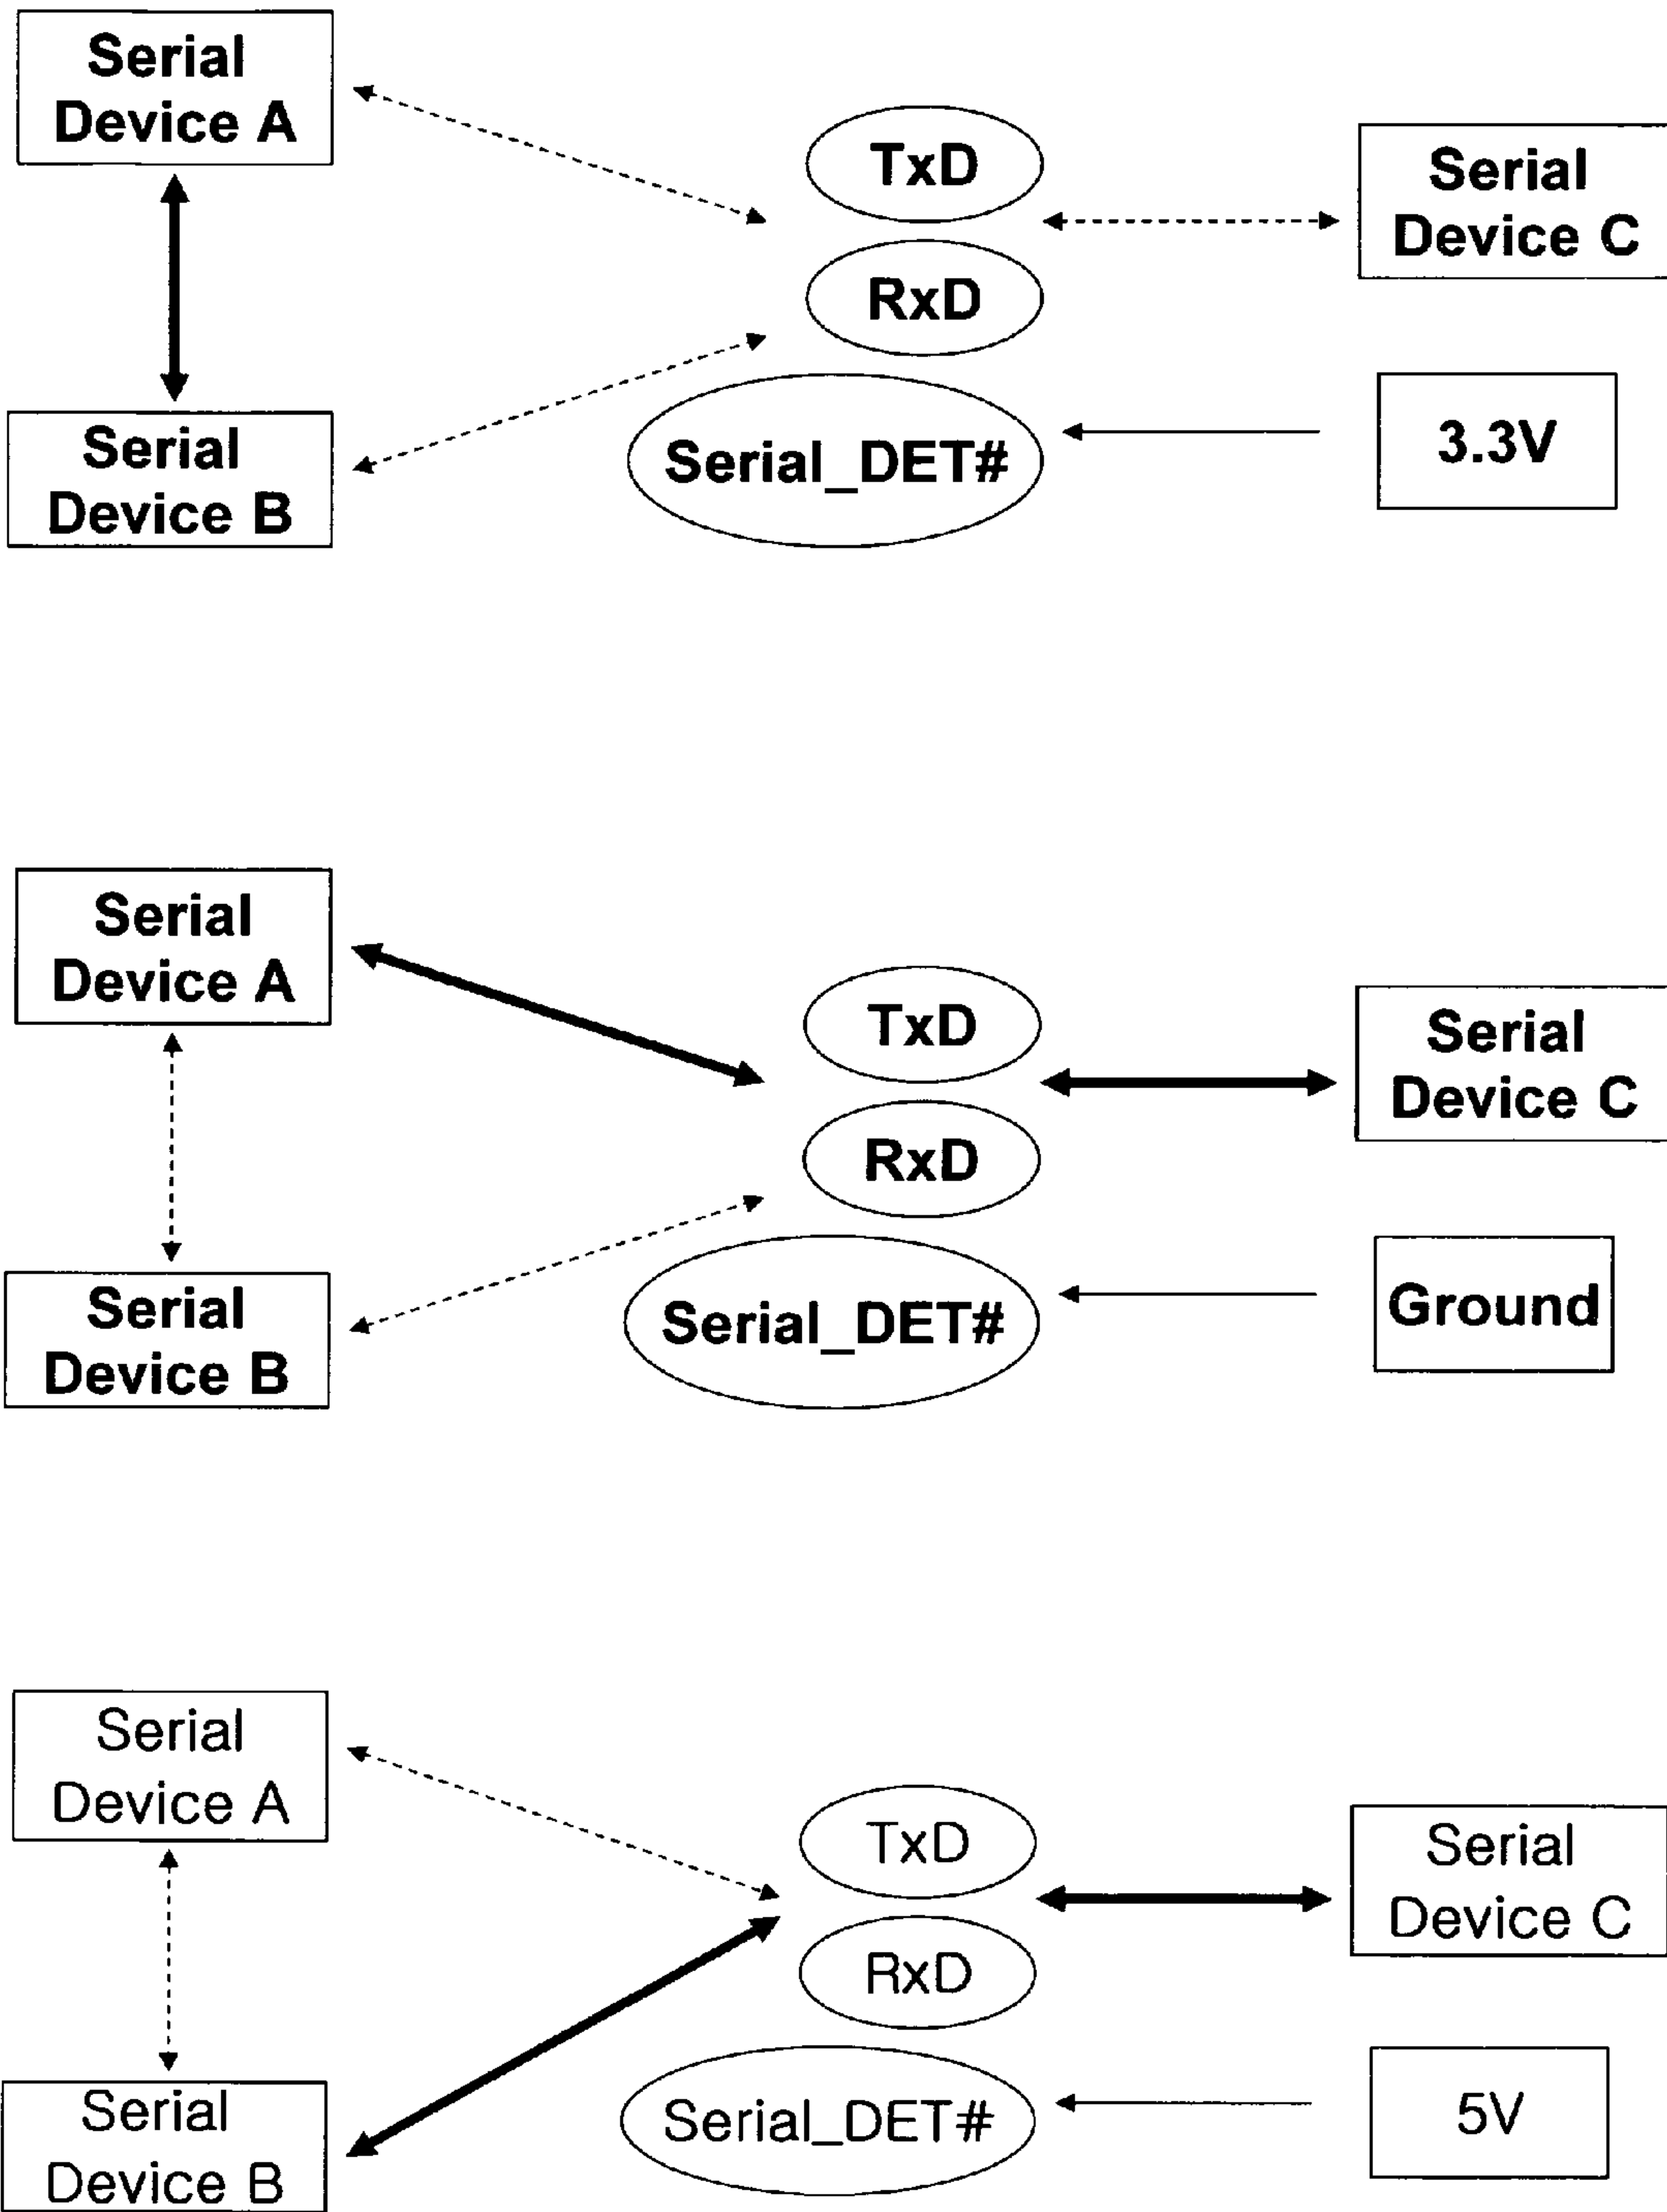 Serial
Device A
TxD
Serial
Device C
RxD
Serial
Device B
Serial_DET#
3.3V
Serial
Device A
TxD
Serial
Device C
RxD
Serial
Device B
Serial_DET#
Ground
Serial
Device A
TxD
Serial
Device C
RxD
Serial
Device B
Serial_DET#
5V